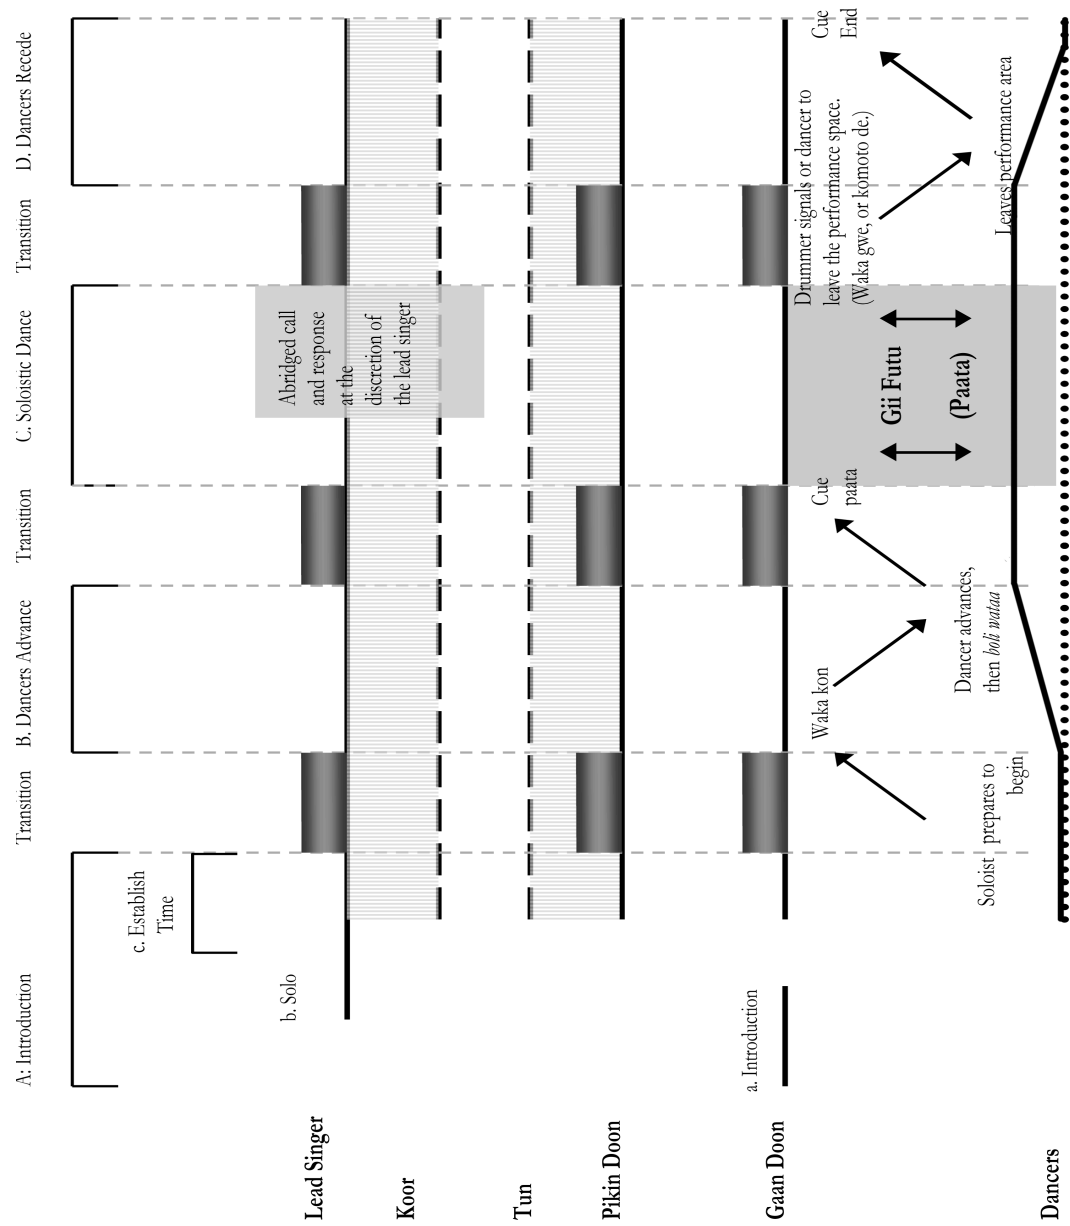 A: Introduction
Transition
B. Dancers Advance
Transition
C. Soloistic Dance
Transition
D. Dancers Recede
c. Establish
Time
b. Solo
Abridged call
and response
at the
discretion of
the lead singer
Lead Singer
Koor
Tun
Pikin Doon
a. Introduction
Gaan Doon
Waka kon
Cue
paata
Drummer signals or dancer to
leave the performance space.
(Waka gwe, or komoto de.)
Cue
End
Gii Futu
(Paata)
Dancer advances,
then boli wataa
Soloist prepares to
begin
Leaves performance area
Dancers